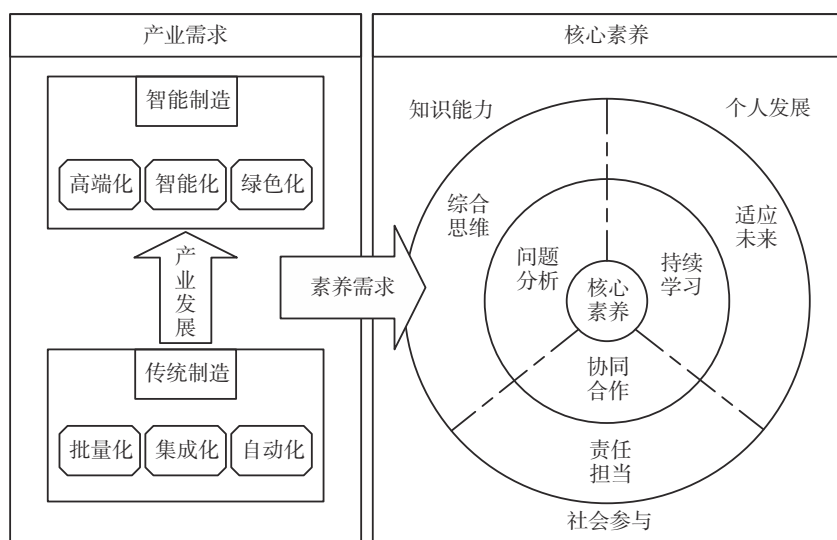 产业需求
智能制造
高端化
智能化
绿色化
产
业
发
展
传统制造
批量化
集成化
自动化
素养需求
核心素养
知识能力
个人发展
综合
思维
适应
未来
问题
分析
持续
学习
核心
素养
协同
合作
责任
担当
社会参与